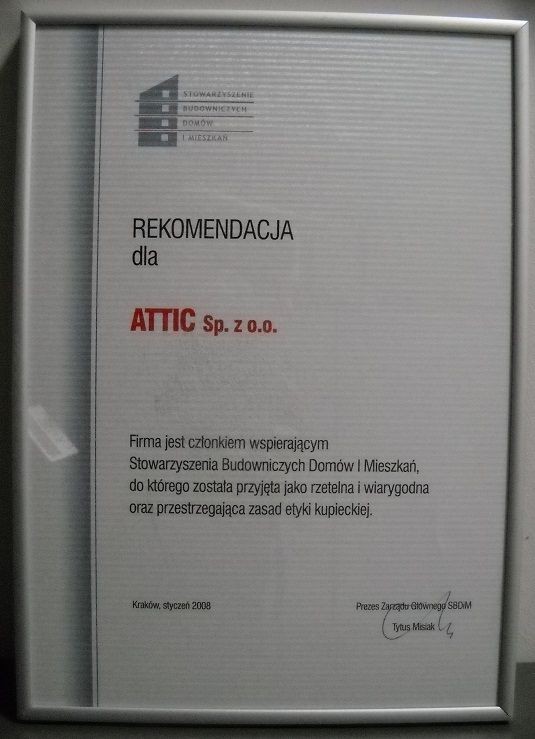 STOWARZYSZENIE
BUDOWNICZYCH
DOMÓW
I MIESZKAŃ
REKOMENDACJA
dla
ATTIC Sp. z o.o.
Firma jest członkiem wspierającym
Stowarzyszenia Budowniczych Domów I Mieszkań,
do którego została przyjęta jako rzetelna i wiarygodna
oraz przestrzegająca zasad etyki kupieckiej.
Kraków, styczeń 2008
Prezes Zarządu Głównego SBDiM
Tytus Misiak